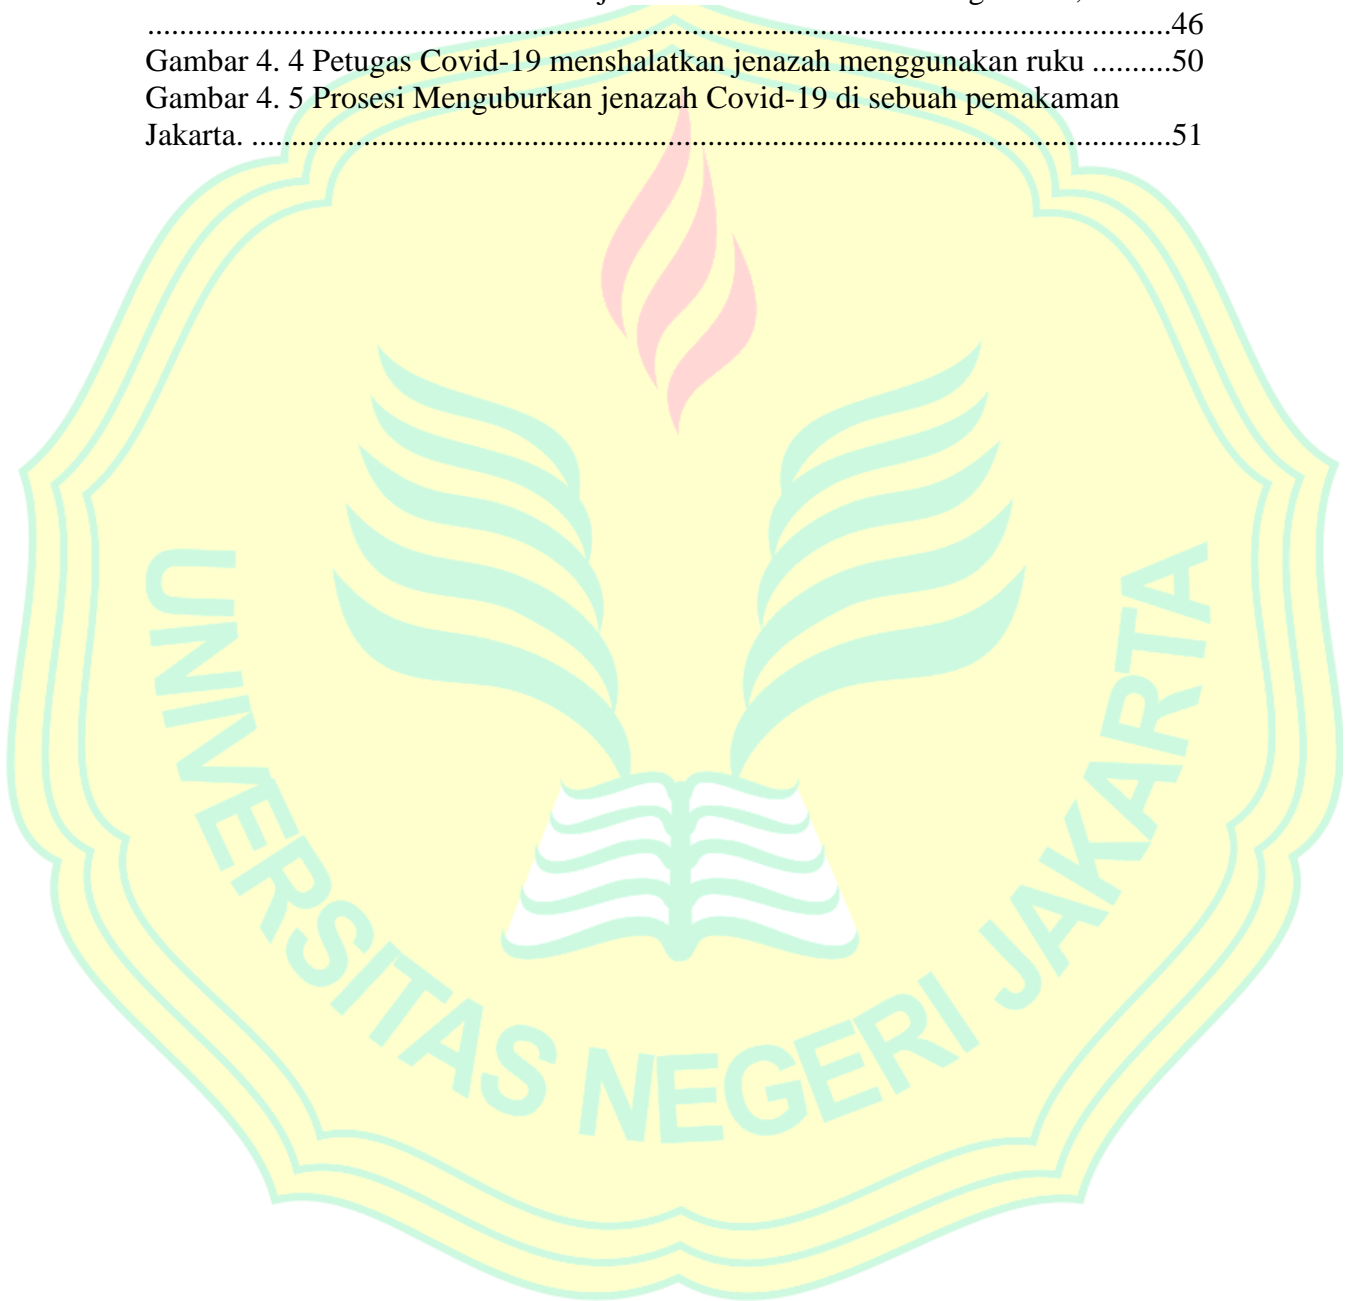 ....................................................................................................................................46
Gambar 4. 4 Petugas Covid-19 menshalatkan jenazah menggunakan ruku ..........50
Gambar 4. 5 Prosesi Menguburkan jenazah Covid-19 di sebuah pemakaman
Jakarta. .....................................................................................................................51
UNIVERSITAS NEGERI JAKARTA